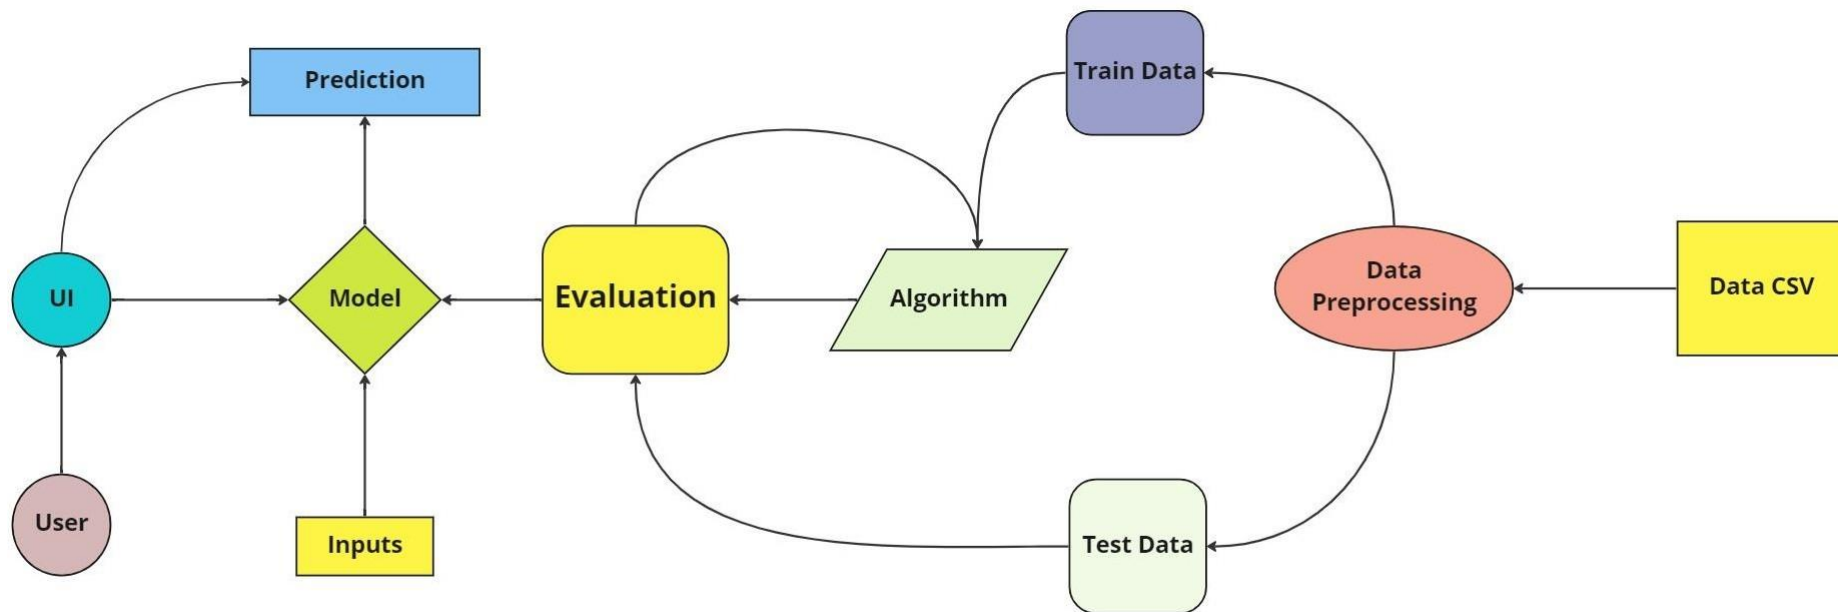 Prediction
Train Data
UI
Model
Evaluation
Algorithm
Data
Preprocessing
Data CSV
User
Inputs
Test Data